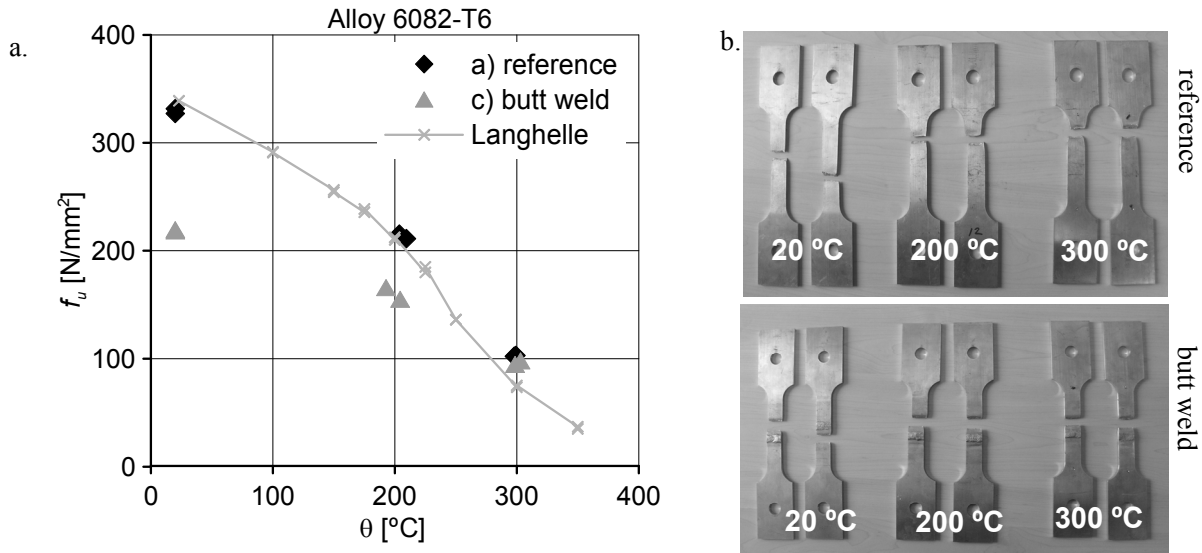 a.
Alloy 6082-T6
400
300
200
100
0
f_u [N/mm²]
a) reference
c) butt weld
Langhelle
0 100 200 300 400
θ [ºC]
b.
20 ºC 200 ºC 300 ºC
12
reference
20 ºC 200 ºC 300 ºC
butt weld